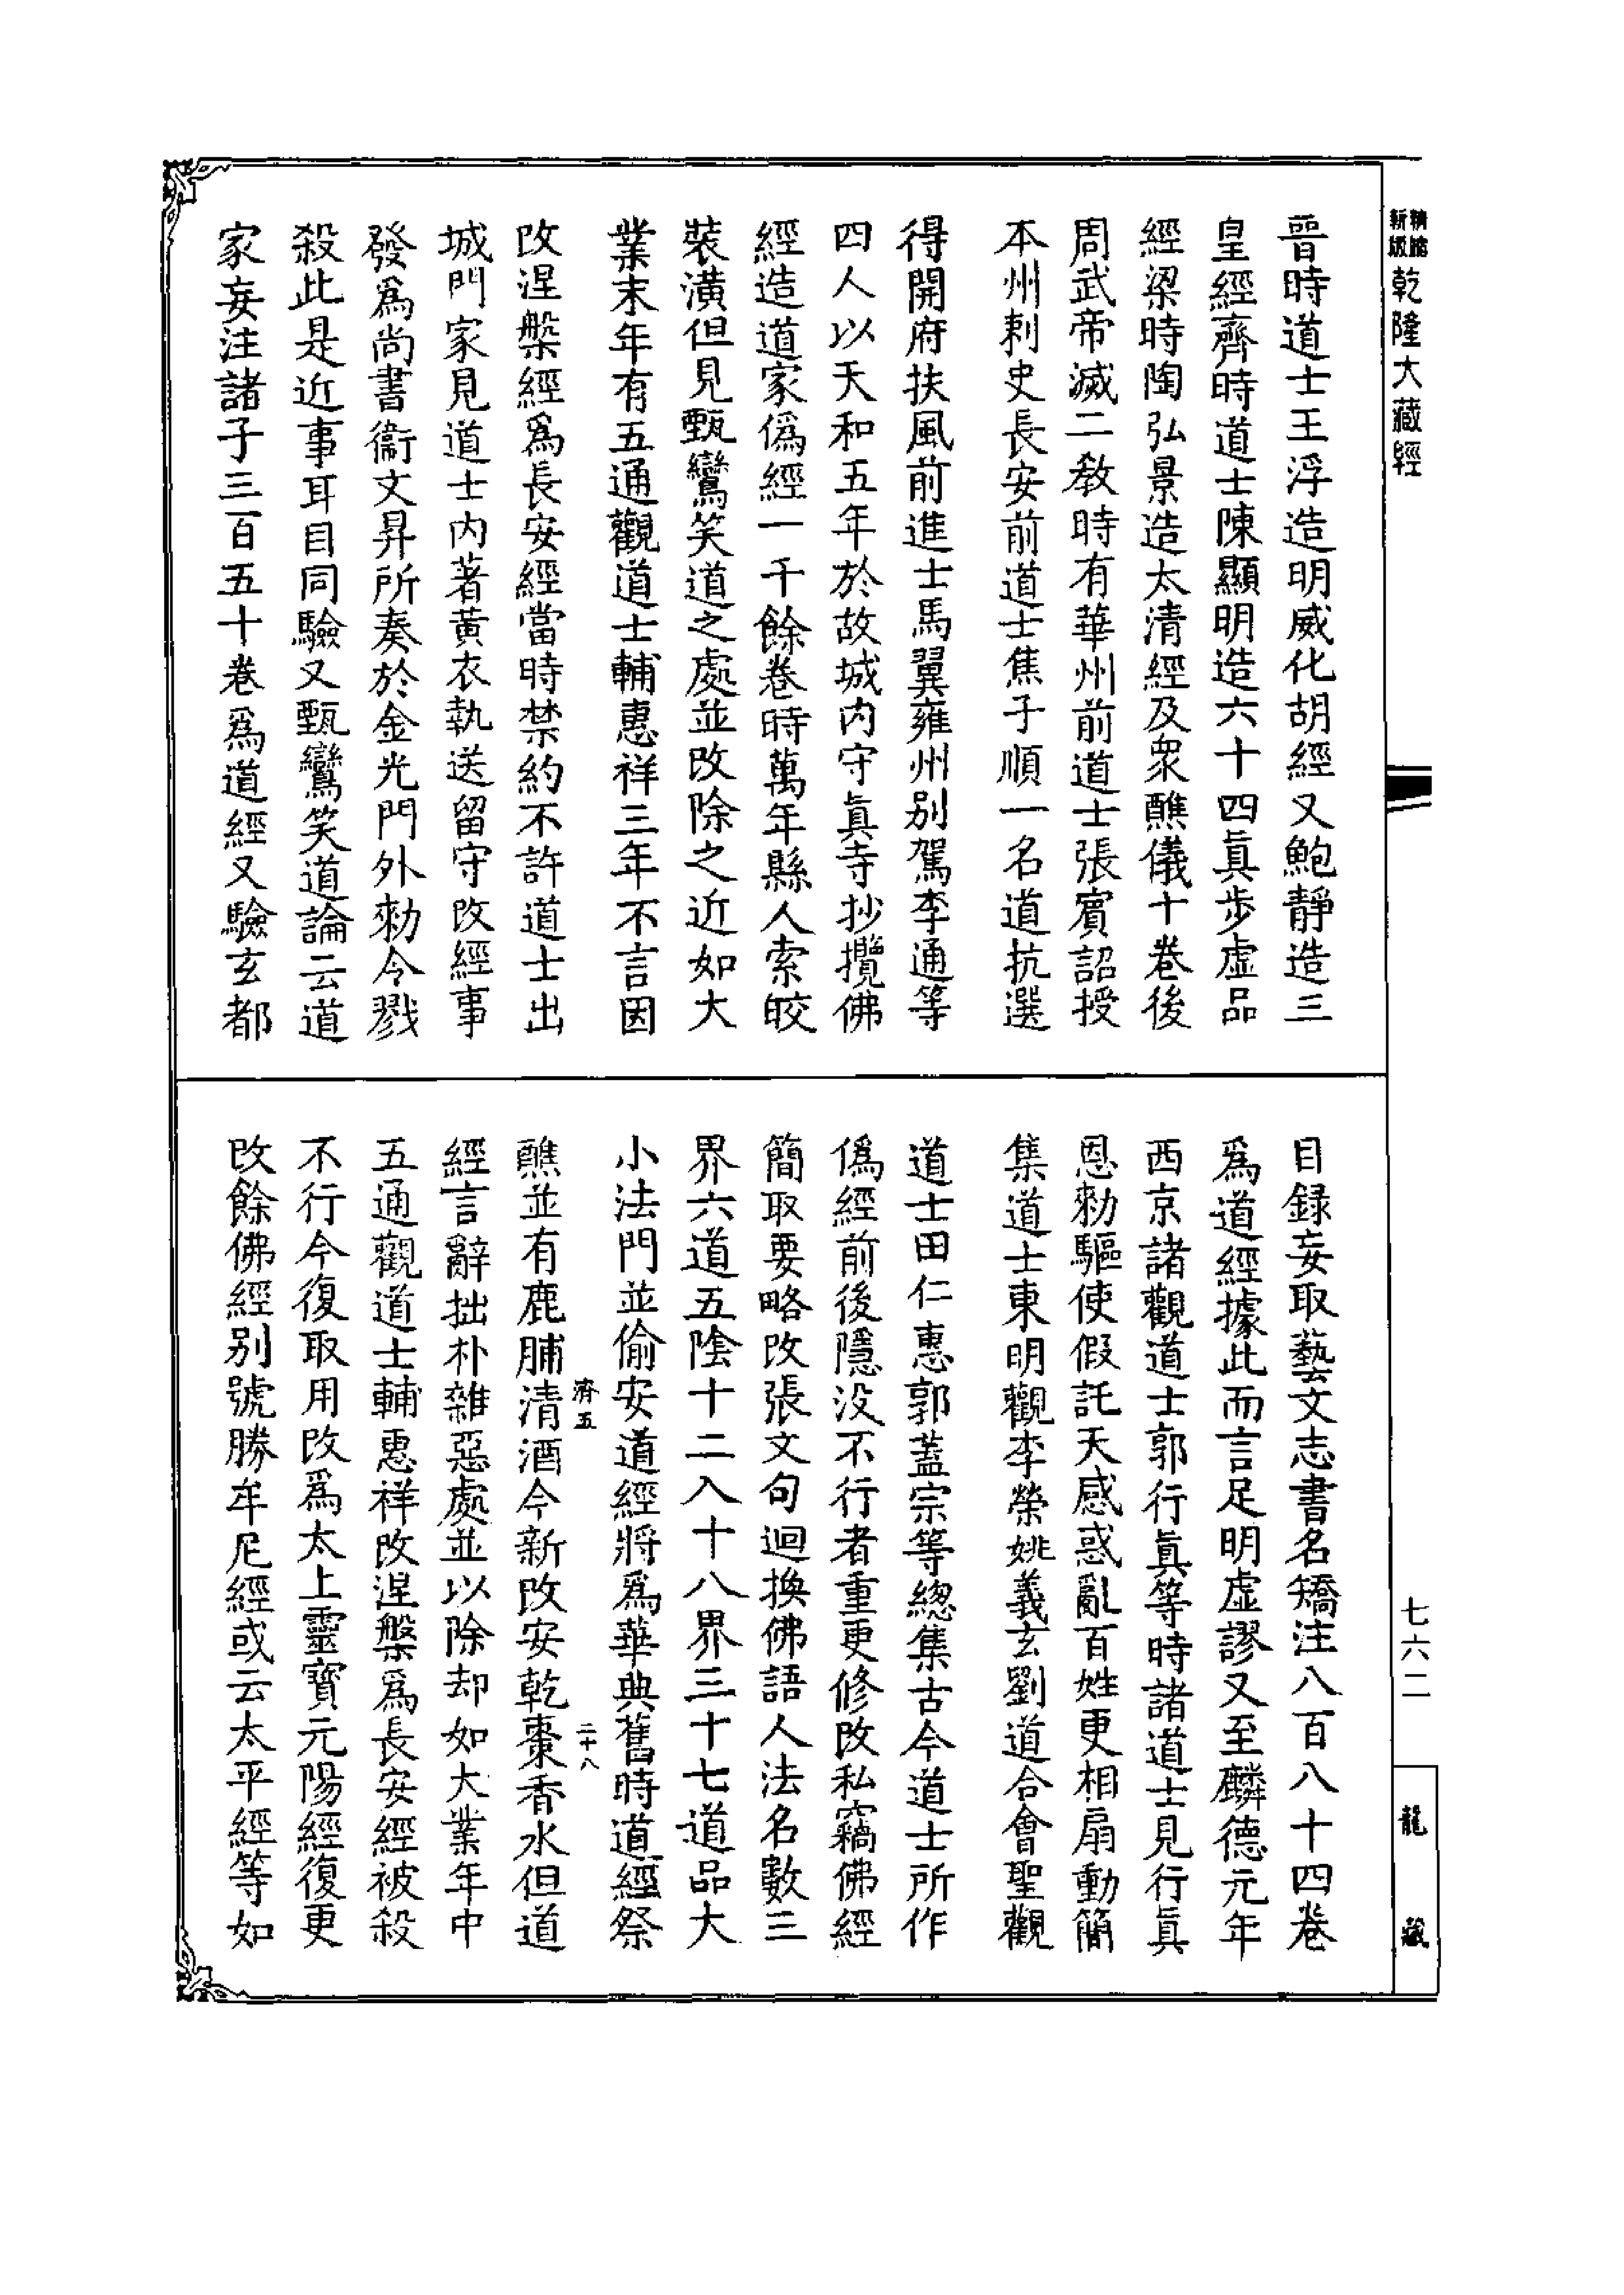 精縮
新版
乾隆大藏經
晉時道士王浮造明威化胡經又鮑靜造三
皇經齊時道士陳顯明造六十四眞步虛品
經梁時陶弘景造太清經及衆醮儀十卷後
周武帝滅二敎時有華州前道士張賓詔授
本州刺史長安前道士焦子順一名道抗選
得開府扶風前進士馬翼雍州别駕李通等
四人以天和五年於故城内守眞寺抄攬佛
經造道家僞經一千餘卷時萬年縣人索皎
裝潢但見甄鸞笑道之處並改除之近如大
業末年有五通觀道士輔惠祥三年不言因
改涅槃經爲長安經當時禁約不許道士出
城門家見道士内著黃衣執送留守改經事
發爲尚書衞文昇所奏於金光門外勑令戮
殺此是近事耳目同驗又甄鸞笑道論云道
家妄注諸子三百五十卷爲道經又驗玄都
目録妄取藝文志書名矯注八百八十四卷
爲道經據此而言足明虛謬又至麟德元年
西京諸觀道士郭行眞等時諸道士見行眞
恩勑驅使假託天感惑亂百姓更相扇動簡
集道士東明觀李榮姚義玄劉道合會聖觀
道士田仁惠郭蓋宗等總集古今道士所作
僞經前後隱没不行者重更修改私竊佛經
簡取要略改張文句迴換佛語人法名數三
界六道五陰十二入十八界三十七道品大
小法門並偷安道經將爲華典舊時道經祭
濟五
二十八
醮並有鹿脯清酒今新改安乾棗香水但道
經言辭拙朴雜惡處並以除却如大業年中
五通觀道士輔惠祥改涅槃爲長安經被殺
不行今復取用改爲太上靈寶元陽經復更
改餘佛經别號勝牟尼經或云太平經等如
七六二
龍藏